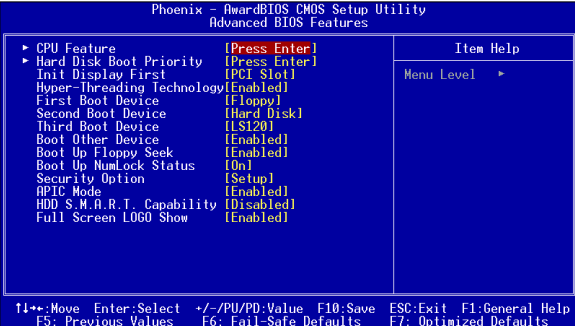 Phoenix - AwardBIOS CMOS Setup Utility
Advanced BIOS Features
▶ CPU Feature [Press Enter] Item Help
▶ Hard Disk Boot Priority [Press Enter]
Init Display First [PCI Slot] Menu Level ▶
Hyper-Threading Technology[Enabled]
First Boot Device [Floppy]
Second Boot Device [Hard Disk]
Third Boot Device [LS120]
Boot Other Device [Enabled]
Boot Up Floppy Seek [Enabled]
Boot Up NumLock Status [On]
Security Option [Setup]
APIC Mode [Enabled]
HDD S.M.A.R.T. Capability [Disabled]
Full Screen LOGO Show [Enabled]
↑↓→←:Move Enter:Select +/-/PU/PD:Value F10:Save ESC:Exit F1:General Help
F5: Previous Values F6: Fail-Safe Defaults F7: Optimized Defaults